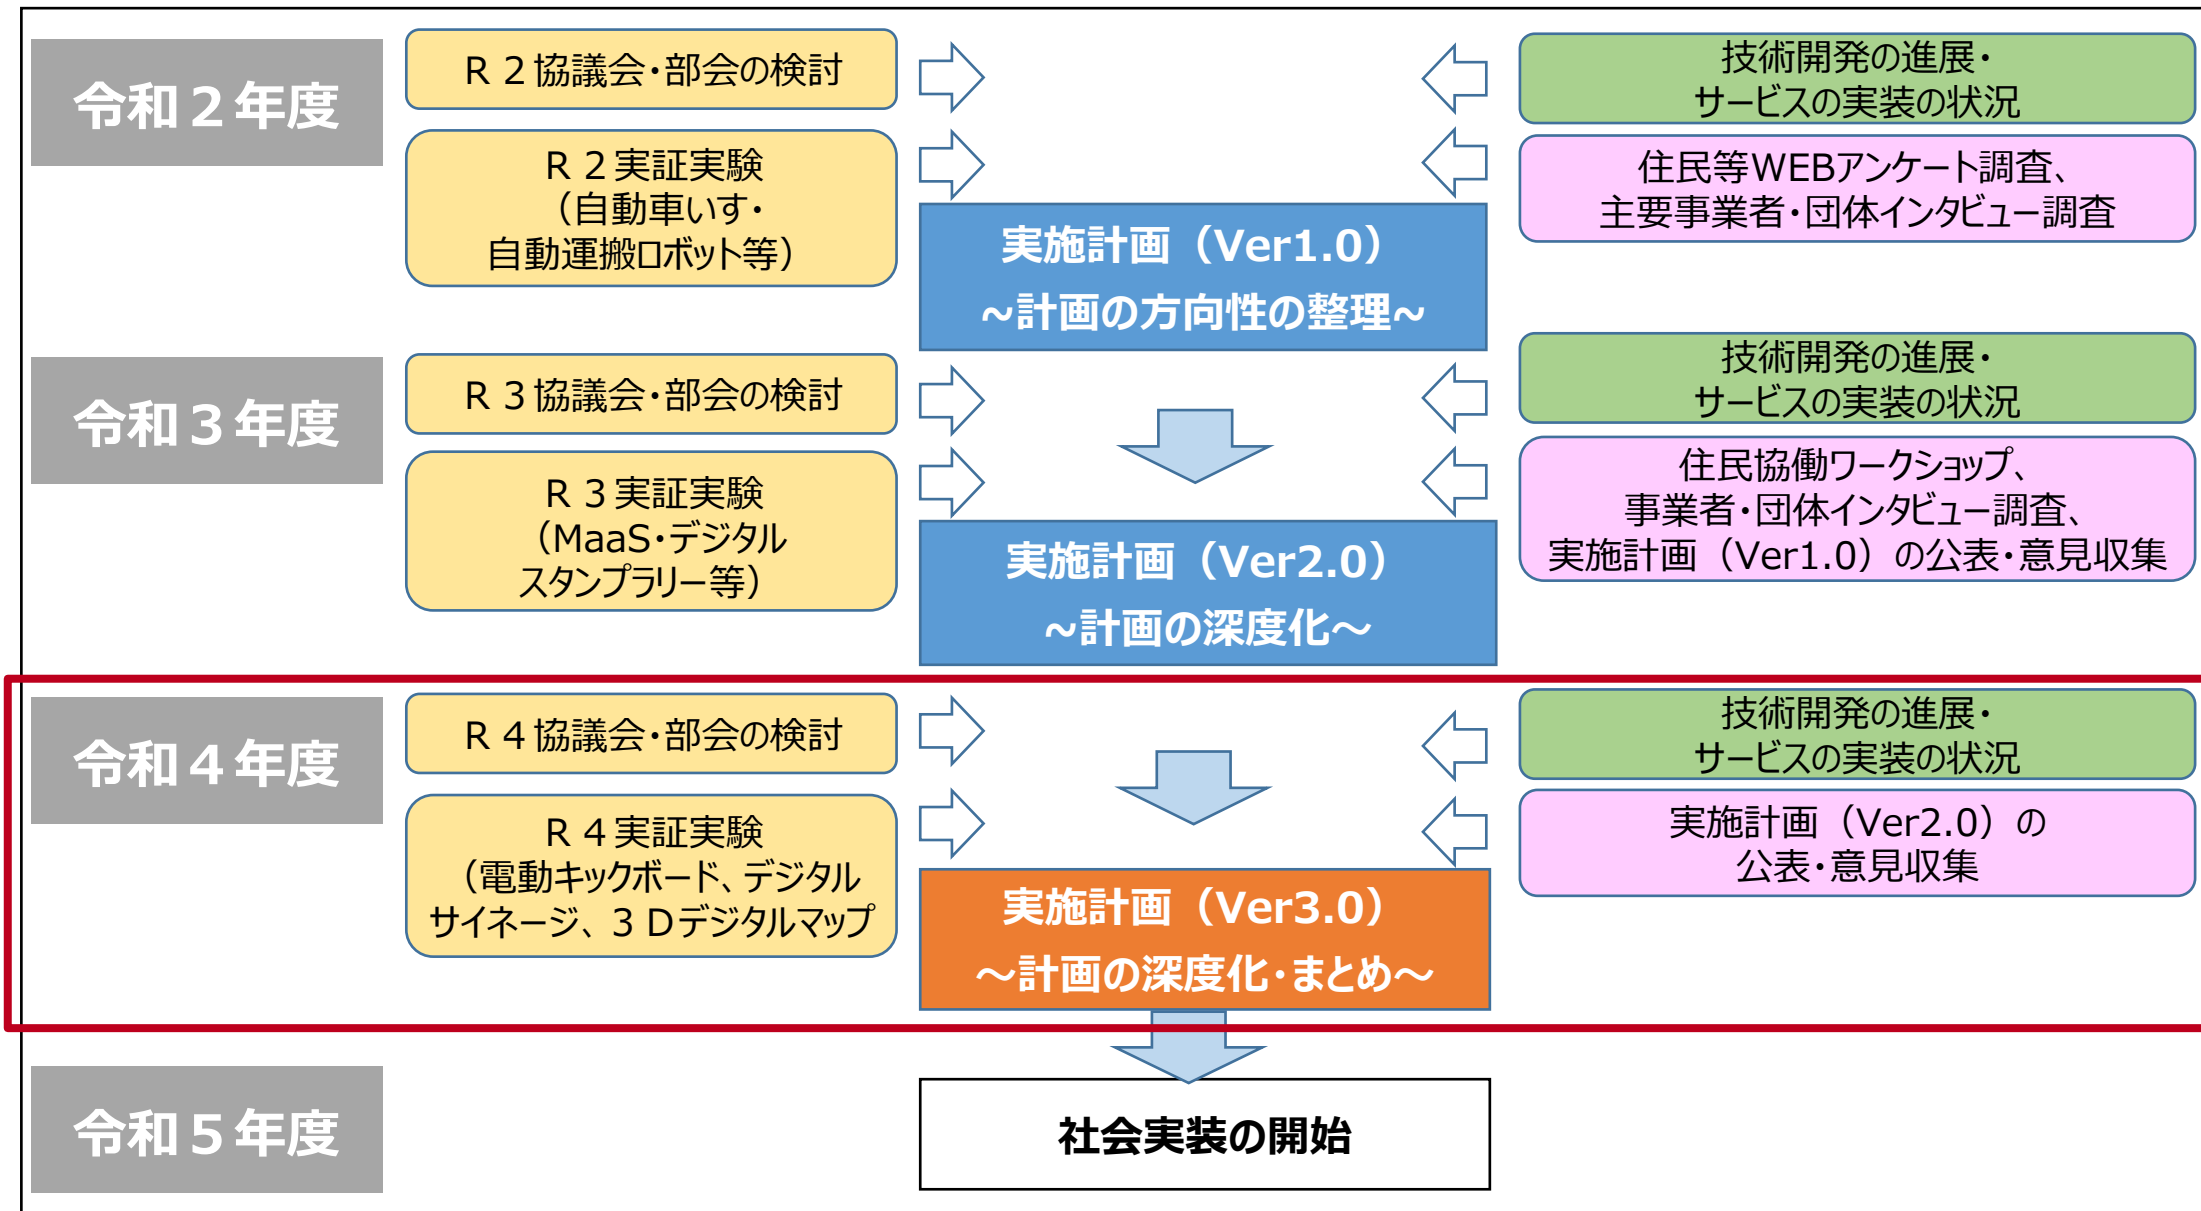 令和２年度
Ｒ２協議会・部会の検討
Ｒ２実証実験
（自動車いす・
自動運搬ロボット等）
実施計画（Ver1.0）
~計画の方向性の整理~
技術開発の進展・
サービスの実装の状況
住民等WEBアンケート調査、
主要事業者・団体インタビュー調査
令和３年度
Ｒ３協議会・部会の検討
Ｒ３実証実験
（MaaS・デジタル
スタンプラリー等）
実施計画（Ver2.0）
~計画の深度化～
技術開発の進展・
サービスの実装の状況
住民協働ワークショップ、
事業者・団体インタビュー調査、
実施計画（Ver1.0）の公表・意見収集
令和４年度
Ｒ４協議会・部会の検討
Ｒ４実証実験
（電動キックボード、デジタル
サイネージ、３Ｄデジタルマップ
実施計画（Ver3.0）
～計画の深度化・まとめ～
技術開発の進展・
サービスの実装の状況
実施計画（Ver2.0）の
公表・意見収集
令和５年度
社会実装の開始